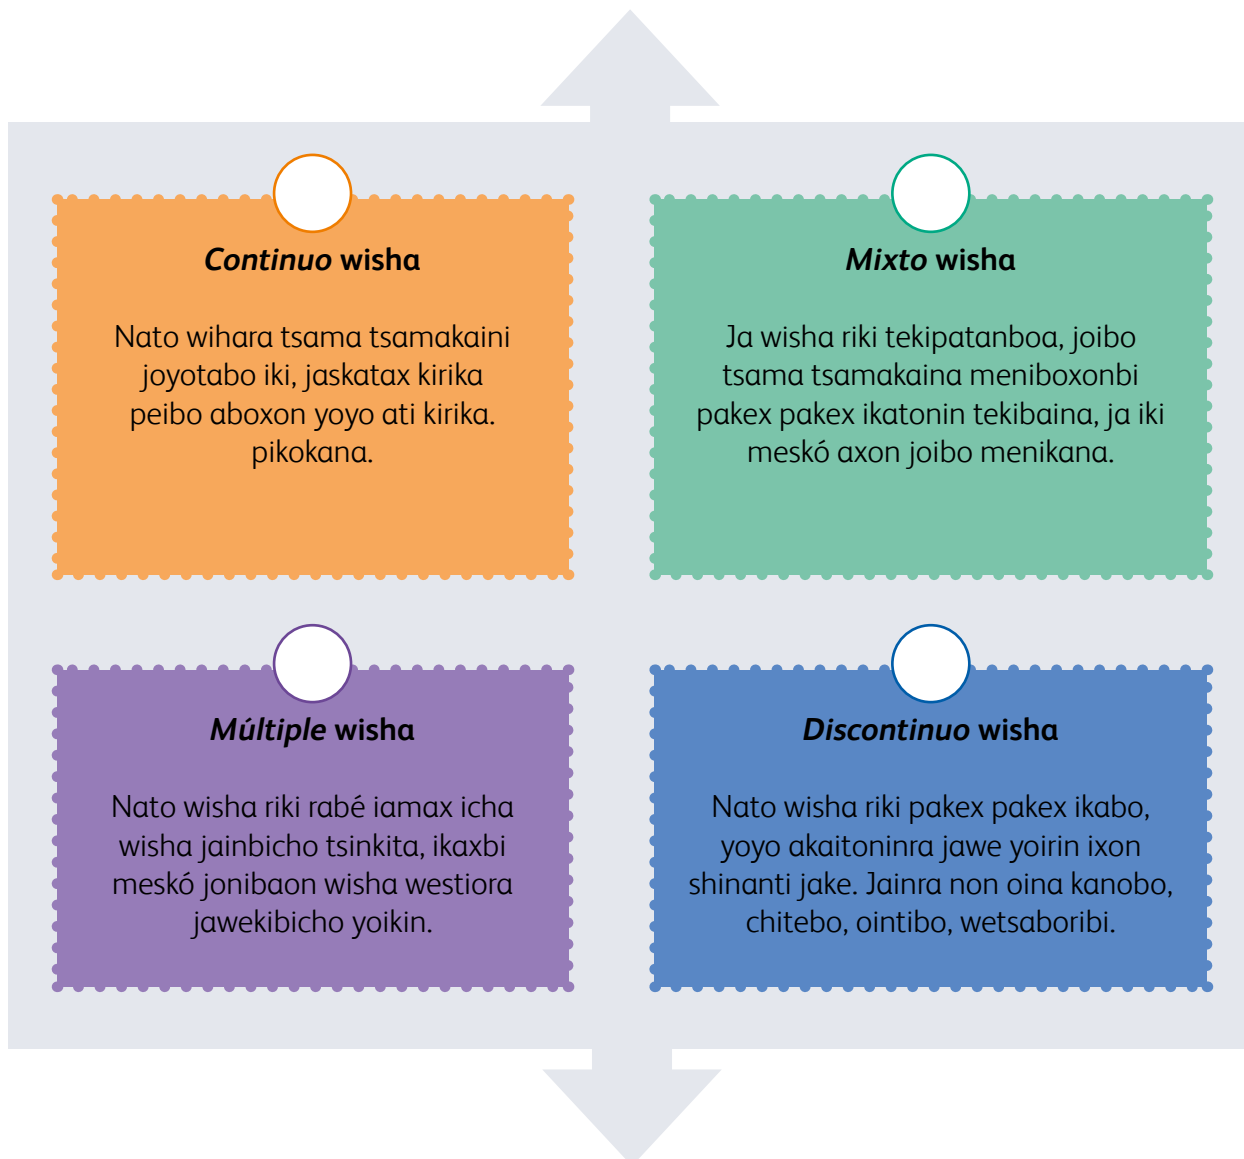 Continuo wisha
Nato wihara tsama tsamakaini
joyotabo iki, jaskatax kirika
peibo aboxon yoyo ati kirika.
pikokana.
Mixto wisha
Ja wisha riki tekipatanboa, joibo
tsama tsamakaina meniboxonbi
pakex pakex ikatonin tekibaina, ja iki
meskó axon joibo menikana.
Múltiple wisha
Nato wisha riki rabé iamax icha
wisha jainbicho tsinkita, ikaxbi
meskó jonibaon wisha westiora
jawekibicho yoikin.
Discontinuo wisha
Nato wisha riki pakex pakex ikabo,
yoyo akaitoninra jawe yoirin ixon
shinanti jake. Jainra non oina kanobo,
chitebo, ointibo, wetsaboribi.